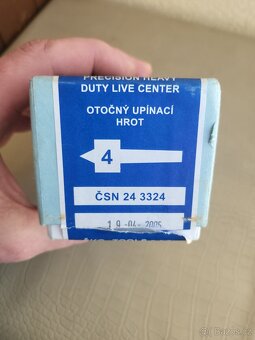 PRECISION HEAVY
DUTY LIVE CENTER
OTOČNÝ UPÍNACÍ
HROT
4
ČSN 24 3324
19 -04- 2005